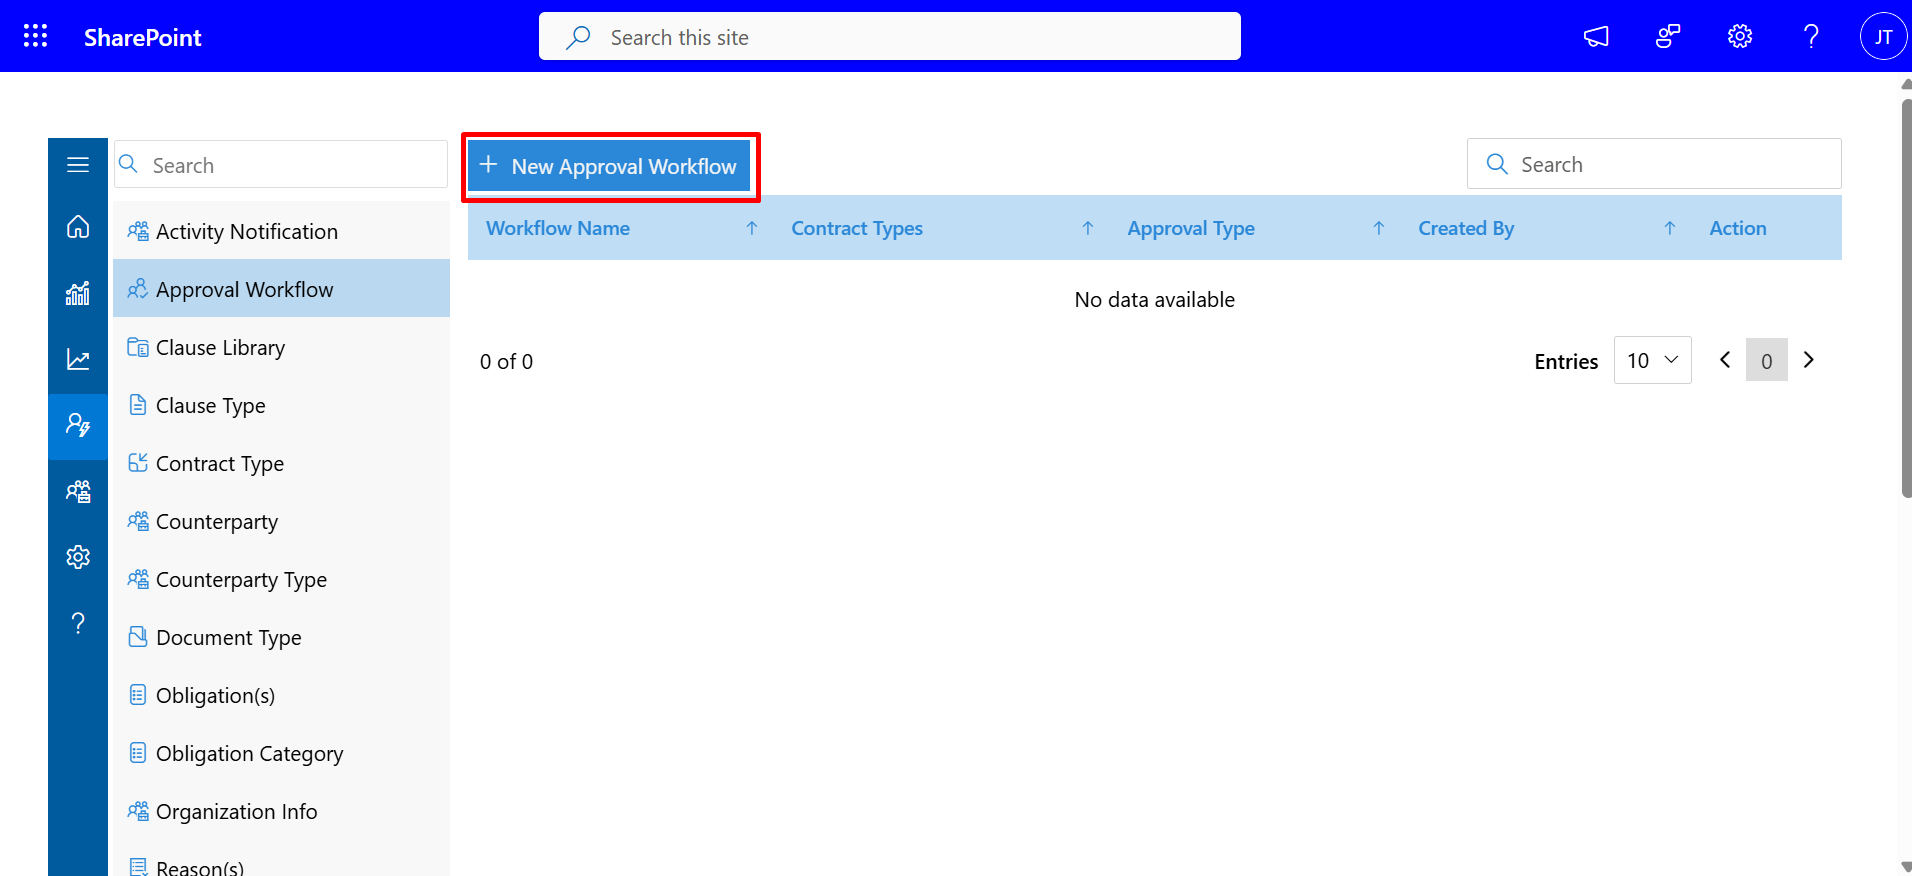 SharePoint
Search this site
JT
Search
New Approval Workflow
Search
Activity Notification
Approval Workflow
Clause Library
Clause Type
Contract Type
Counterparty
Counterparty Type
Document Type
Obligation(s)
Obligation Category
Organization Info
Reason(s)
Workflow Name Contract Types Approval Type Created By Action
No data available
0 of 0
Entries 10 0